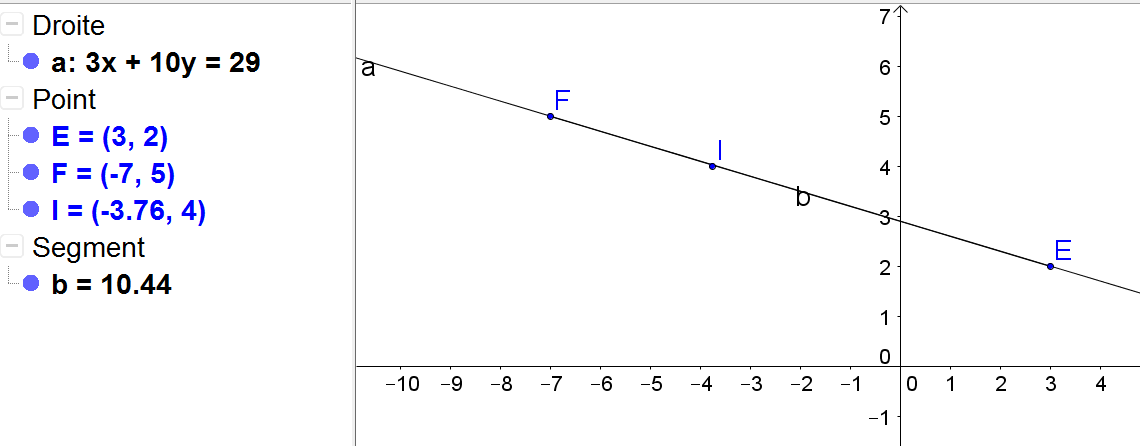 Droite
a: 3x + 10y = 29
Point
E = (3, 2)
F = (-7, 5)
I = (-3.76, 4)
Segment
b = 10.44
7
6
a
F
5
I
4
b
3
E
2
1
0
−10 −9 −8 −7 −6 −5 −4 −3 −2 −1 0 1 2 3 4
−1